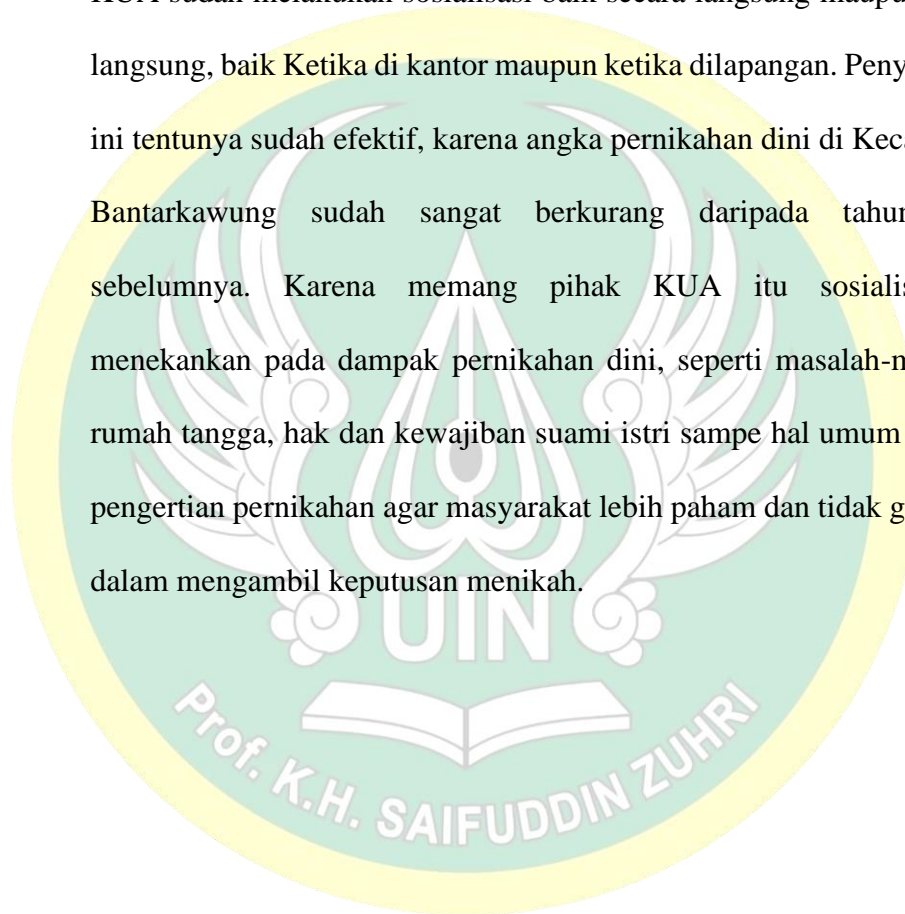 langsung, baik Ketika di kantor maupun ketika dilapangan.
ini tentunya sudah efektif, karena angka pernikahan dini di
Bantarkawung sudah sangat berkurang daripada
sebelumnya. Karena memang pihak KUA itu
menekankan pada dampak pernikahan dini, seperti
rumah tangga, hak dan kewajiban suami istri sampe hal umum
pengertian pernikahan agar masyarakat lebih paham dan tidak
dalam mengambil keputusan menikah.
UIN
Prof. K.H. SAIFUDDIN ZUHRI